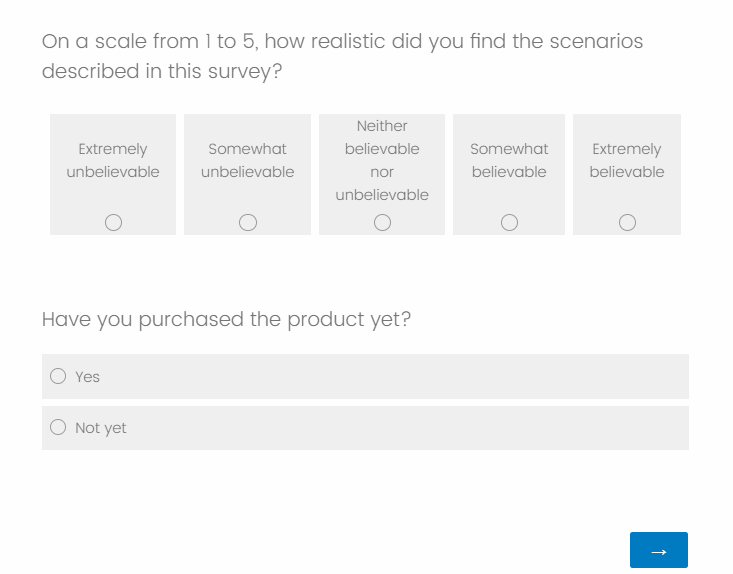 On a scale from 1 to 5, how realistic did you find the scenarios
described in this survey?
Extremely
unbelievable
Somewhat
unbelievable
Neither
believable
nor
unbelievable
Somewhat
believable
Extremely
believable
Have you purchased the product yet?
Yes
Not yet
→